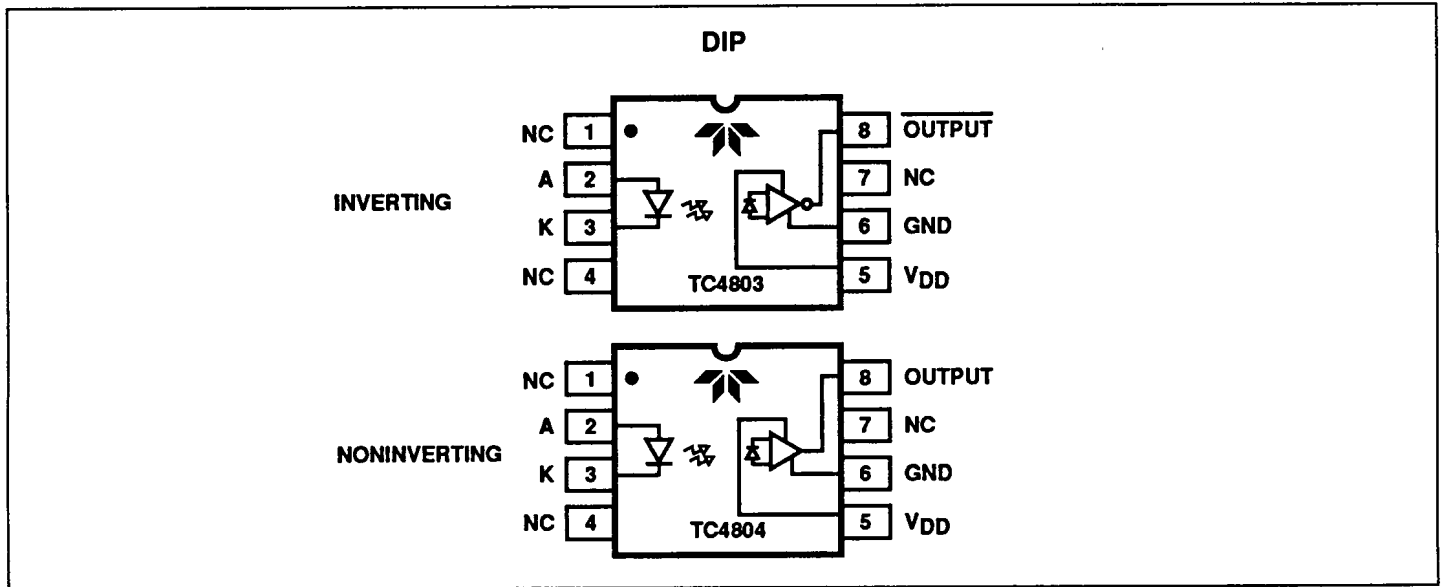 DIP
NC 1 8 OUTPUT
A 2 7 NC
INVERTING
K 3 6 GND
NC 4 5 VDD
TC4803
NC 1 8 OUTPUT
A 2 7 NC
NONINVERTING
K 3 6 GND
NC 4 5 VDD
TC4804